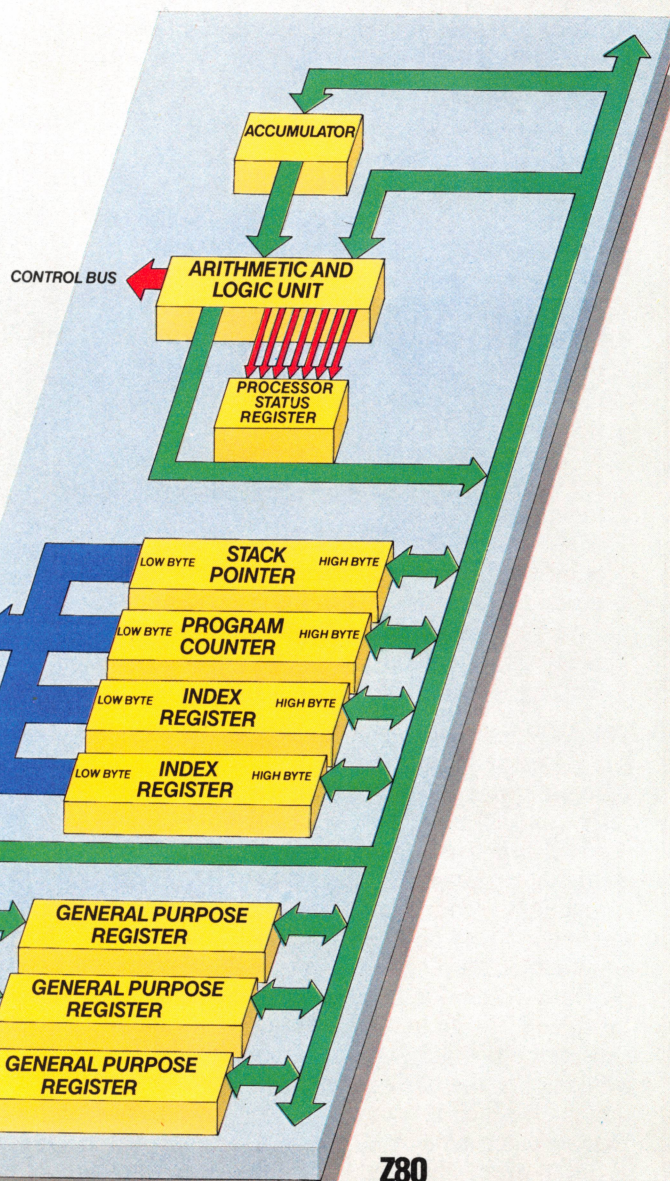 ACCUMULATOR
CONTROL BUS
ARITHMETIC AND
LOGIC UNIT
PROCESSOR
STATUS
REGISTER
LOW BYTE STACK HIGH BYTE
POINTER
LOW BYTE PROGRAM HIGH BYTE
COUNTER
LOW BYTE INDEX HIGH BYTE
REGISTER
LOW BYTE INDEX HIGH BYTE
REGISTER
GENERAL PURPOSE
REGISTER
GENERAL PURPOSE
REGISTER
GENERAL PURPOSE
REGISTER
Z80